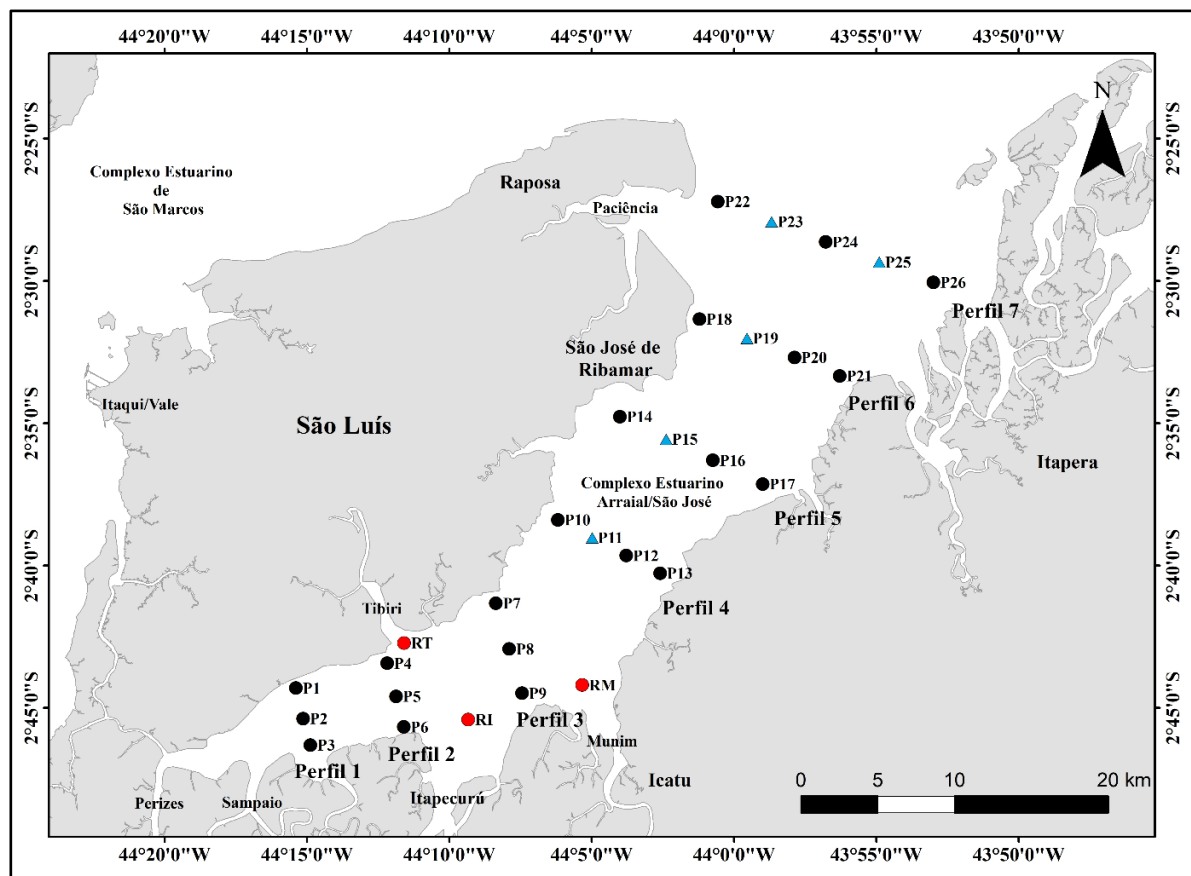 44°20'0"W 44°15'0"W 44°10'0"W 44°5'0"W 44°0'0"W 43°55'0"W 43°50'0"W
N
2°25'0"S 2°25'0"S
Complexo Estuarino
de
São Marcos
Raposa
Paciência
P22
P23
P24
P25
P26
2°30'0"S 2°30'0"S
Perfil 7
P18
P19
São José de
Ribamar
P20
P21
Perfil 6
Itaqui/Vale
São Luís
P14
2°35'0"S 2°35'0"S
P15
P16
Itapera
Complexo Estuarino
Arraial/São José
P17
Perfil 5
P10
P11
P12
2°40'0"S 2°40'0"S
P13
P7
Perfil 4
Tibiri
RT
P8
P4
P1
RM
P5
P9
2°45'0"S 2°45'0"S
P2
RI
Perfil 3
P6
P3
Perfil 2
Munim
Perfil 1
Icatu
0 5 10 20 km
Perizes
Sampaio
Itapecurú
44°20'0"W 44°15'0"W 44°10'0"W 44°5'0"W 44°0'0"W 43°55'0"W 43°50'0"W